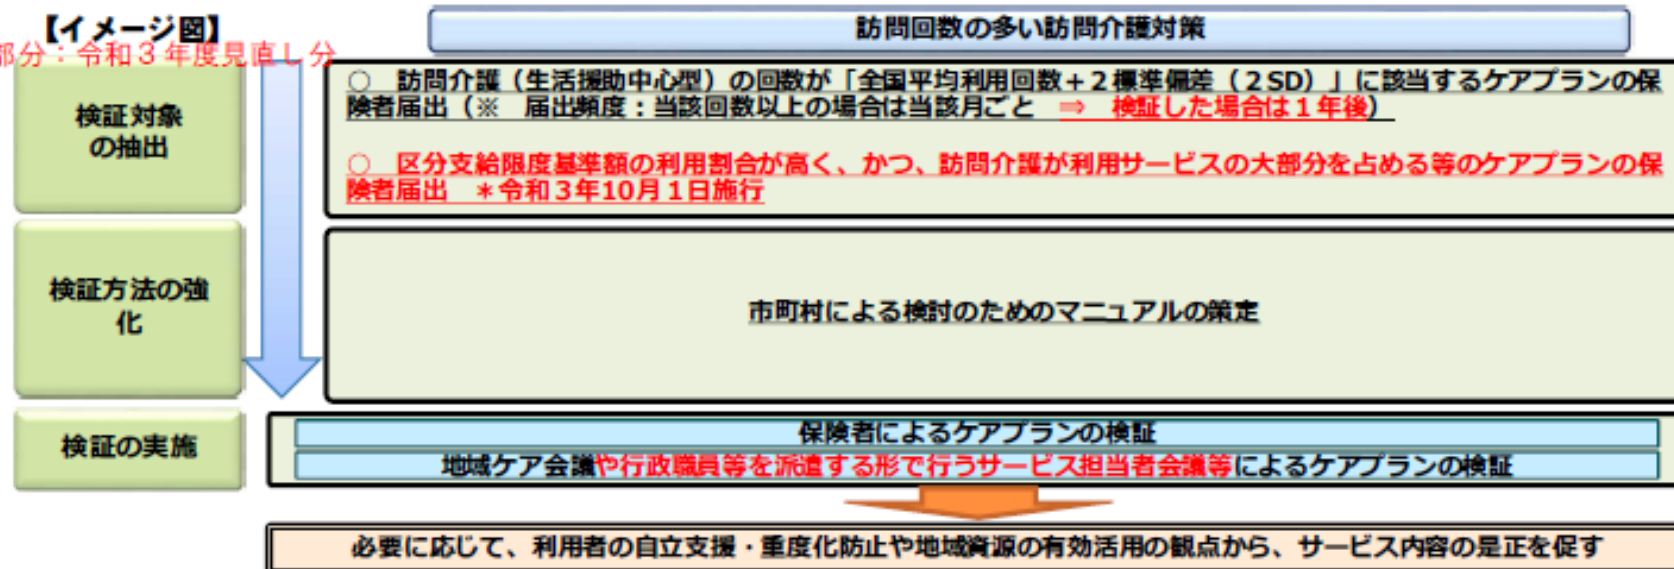 【イメージ図】
部分：令和３年度見直し分
訪問回数の多い訪問介護対策
検証対象
の抽出
○　訪問介護（生活援助中心型）の回数が「全国平均利用回数＋２標準偏差（２SD）」に該当するケアプランの保
険者届出（※　届出頻度：当該回数以上の場合は当該月ごと　⇒　検証した場合は１年後）
○　区分支給限度基準額の利用割合が高く、かつ、訪問介護が利用サービスの大部分を占める等のケアプランの保
険者届出　＊令和３年10月１日施行
検証方法の強
化
市町村による検討のためのマニュアルの策定
検証の実施
保険者によるケアプランの検証
地域ケア会議や行政職員等を派遣する形で行うサービス担当者会議等によるケアプランの検証
必要に応じて、利用者の自立支援・重度化防止や地域資源の有効活用の観点から、サービス内容の是正を促す